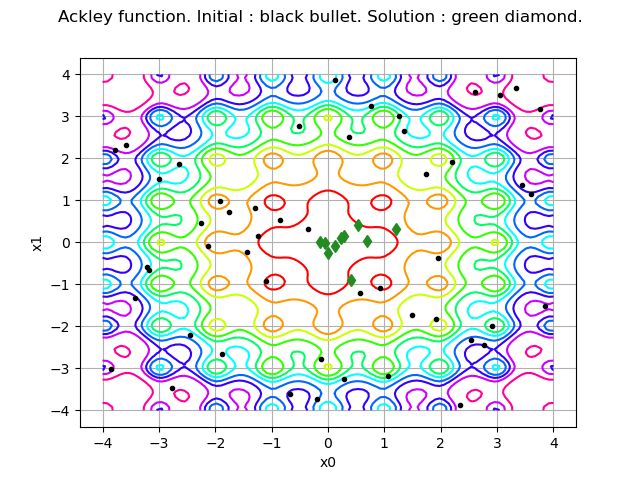 Ackley function. Initial : black bullet. Solution : green diamond.
4
3
2
1
0
−1
−2
−3
−4
x1
−4 −3 −2 −1 0 1 2 3 4
x0